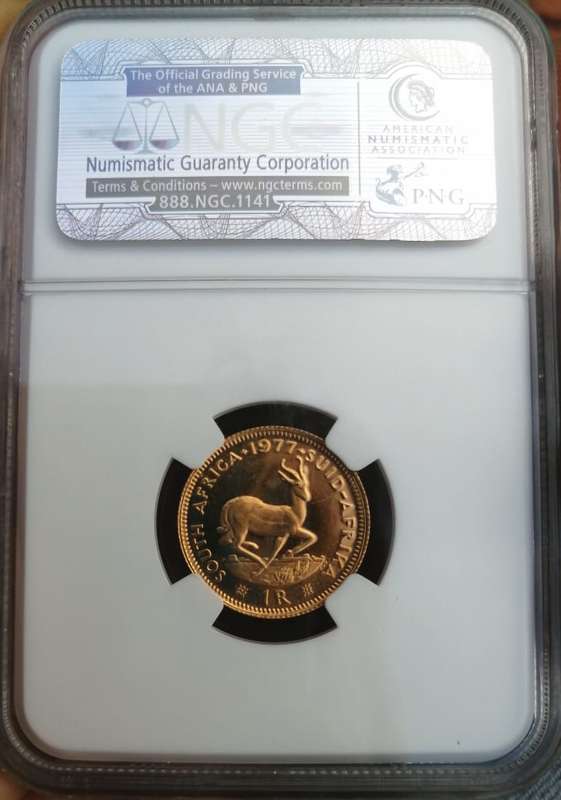 The Official Grading Service
of the ANA & PNG
NGC
Numismatic Guaranty Corporation
Terms & Conditions – www.ngcterms.com
888.NGC.1141
AMERICAN
NUMISMATIC
ASSOCIATION
PNG
SOUTH AFRICA · 1977 · SUID-AFRIKA
1R